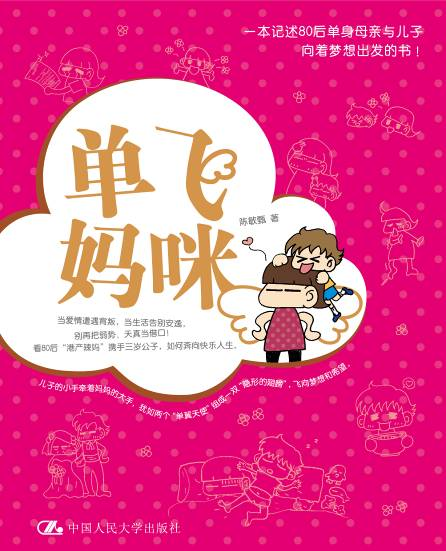 一本记述80后单身母亲与儿子
向着梦想出发的书！
单飞
妈咪
陈敏甄 著
当爱情遭遇背叛，当生活告别安逸，
别再把弱势、天真当借口！
看80后“港产辣妈”携手三岁公子，如何奔向快乐人生。
儿子的小手牵着妈妈的大手，犹如两个“单翼天使”组成一双“隐形的翅膀”，飞向梦想和希望。
中国人民大学出版社